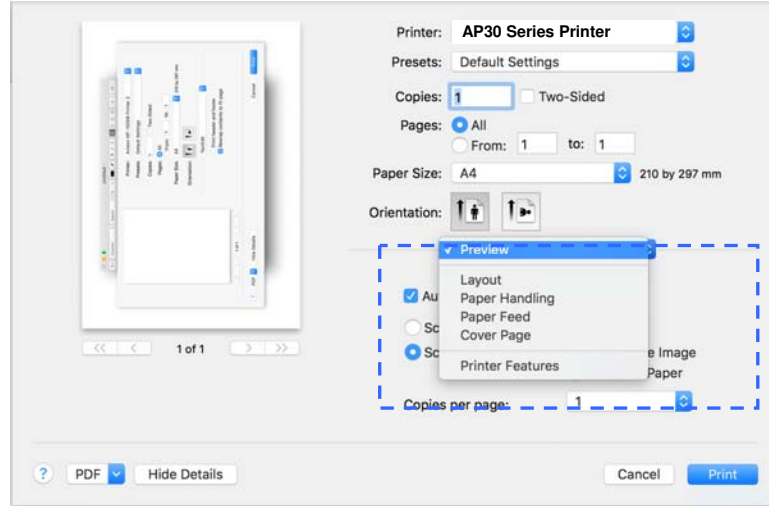 Printer: AP30 Series Printer
Presets: Default Settings
Copies: 1 Two-Sided
Pages: All
From: 1 to: 1
Paper Size: A4 210 by 297 mm
Orientation:
✓ Preview
Layout
Au Paper Handling
Paper Feed
Sc Cover Page
Sc e Image
Printer Features Paper
Copies per page: 1
<< < 1 of 1 > >>
? PDF Hide Details Cancel Print